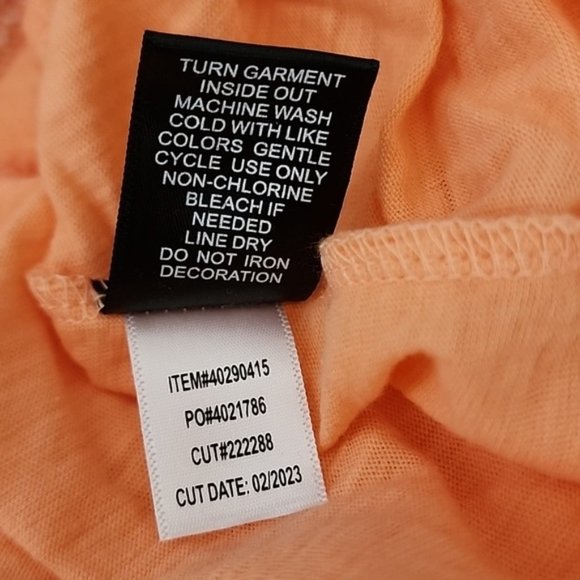 TURN GARMENT
INSIDE OUT
MACHINE WASH
COLD WITH LIKE
COLORS GENTLE
CYCLE USE ONLY
NON-CHLORINE
BLEACH IF
NEEDED
LINE DRY
DO NOT IRON
DECORATION
ITEM#40290415
PO#4021786
CUT#222288
CUT DATE: 02/2023